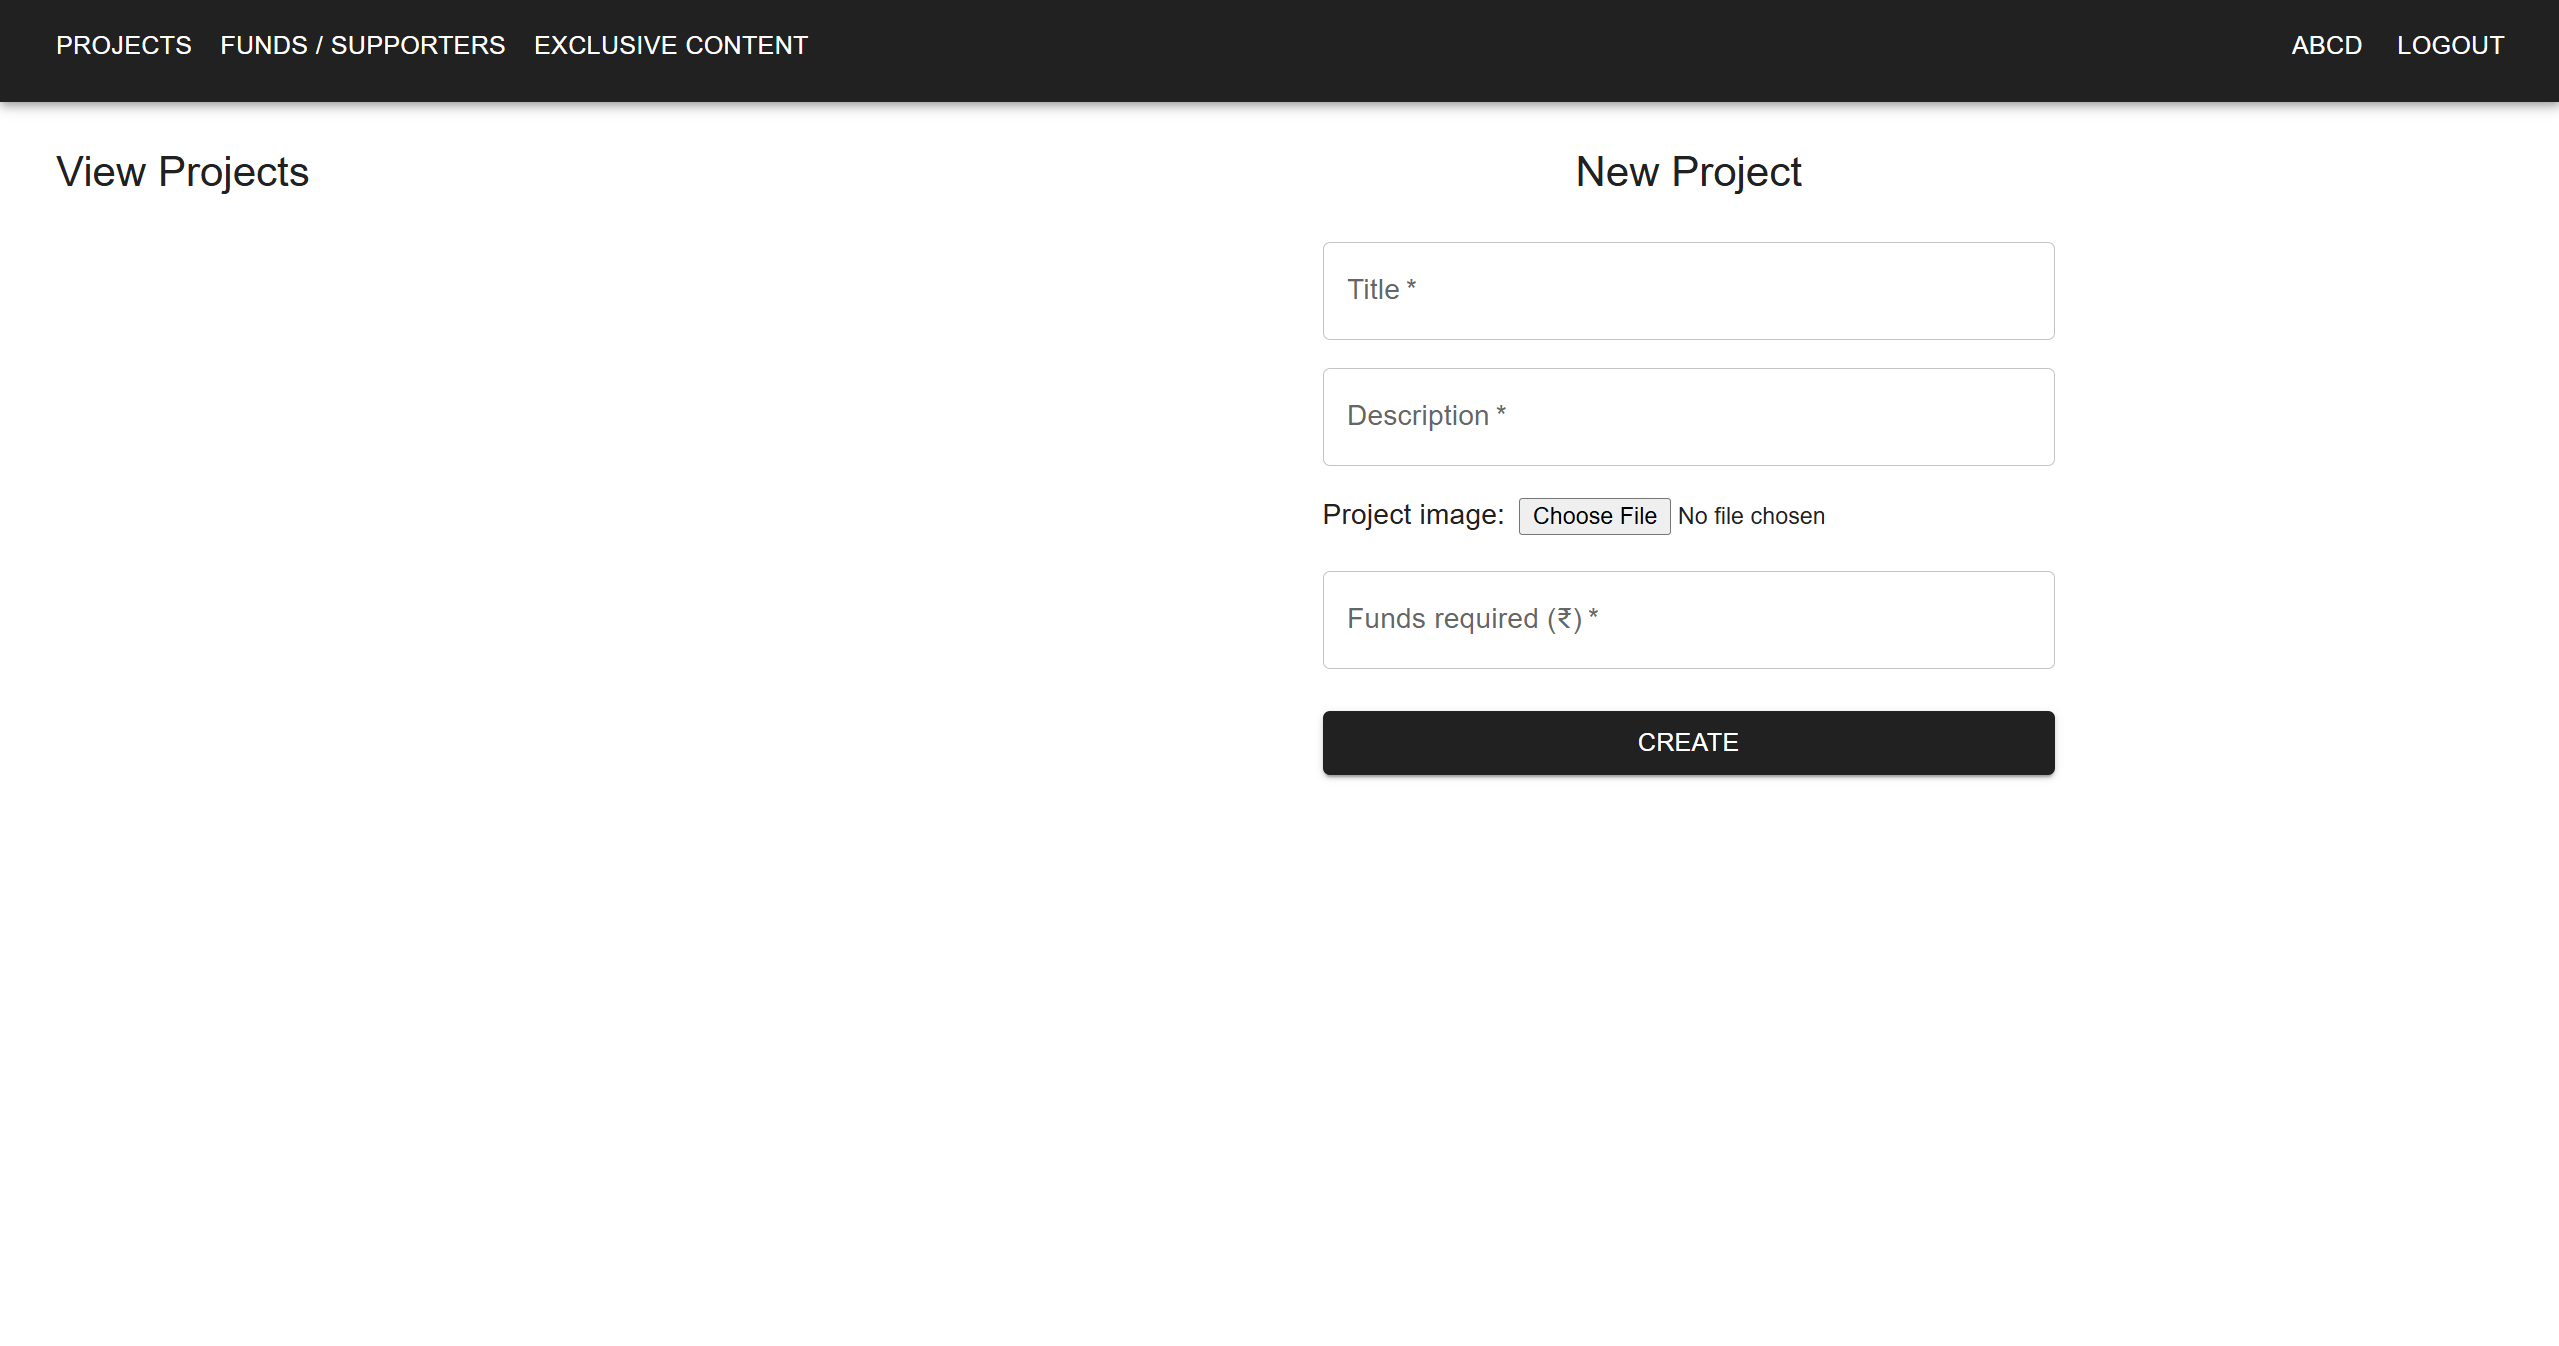 PROJECTS FUNDS / SUPPORTERS EXCLUSIVE CONTENT ABCD LOGOUT
View Projects
New Project
Title *
Description *
Project image: Choose File No file chosen
Funds required (₹) *
CREATE